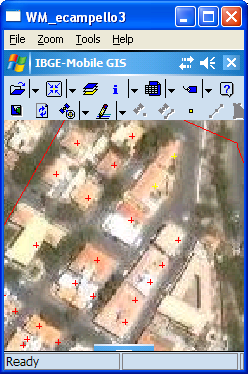 WM_ecampello3
File Zoom Tools Help
IBGE-Mobile GIS
Ready